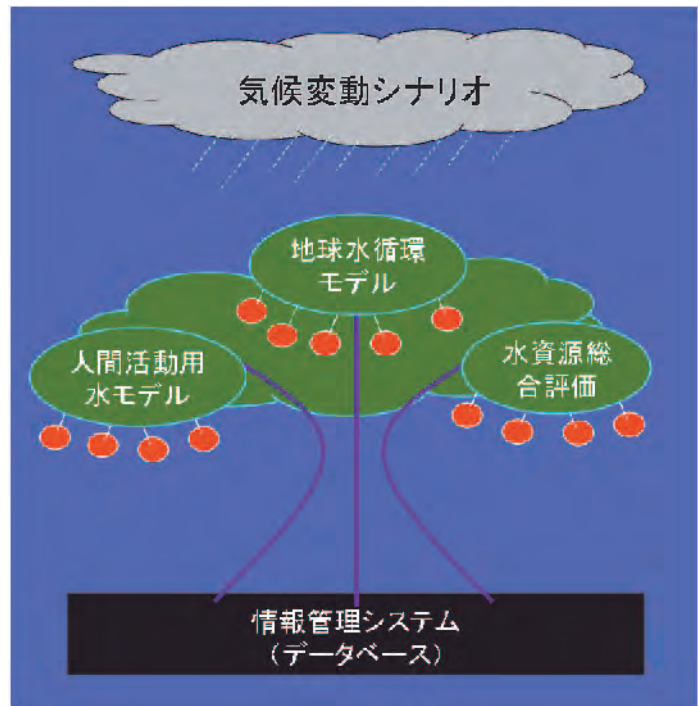 気候変動シナリオ
地球水循環
モデル
人間活動用
水モデル
水資源総
合評価
情報管理システム
(データベース)